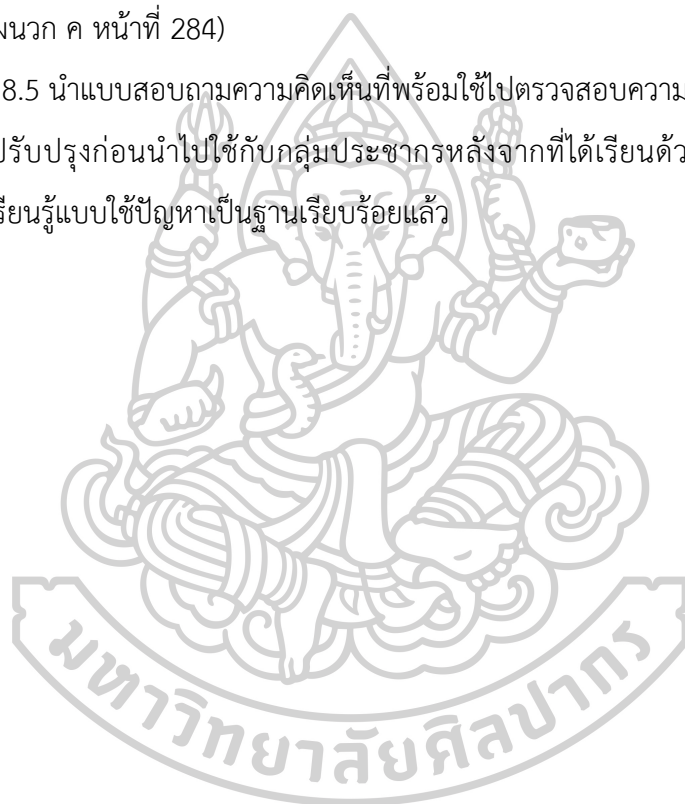 ผนวก ค หน้าที่ 284)
8.5 นำแบบสอบถามความคิดเห็นที่พร้อมใช้ไปตรวจสอบความ
ปรับปรุงก่อนนำไปใช้กับกลุ่มประชากรหลังจากที่ได้เรียนด้ว
รียนรู้แบบใช้ปัญหาเป็นฐานเรียบร้อยแล้ว
มหาวิทยาลัยศิลปากร